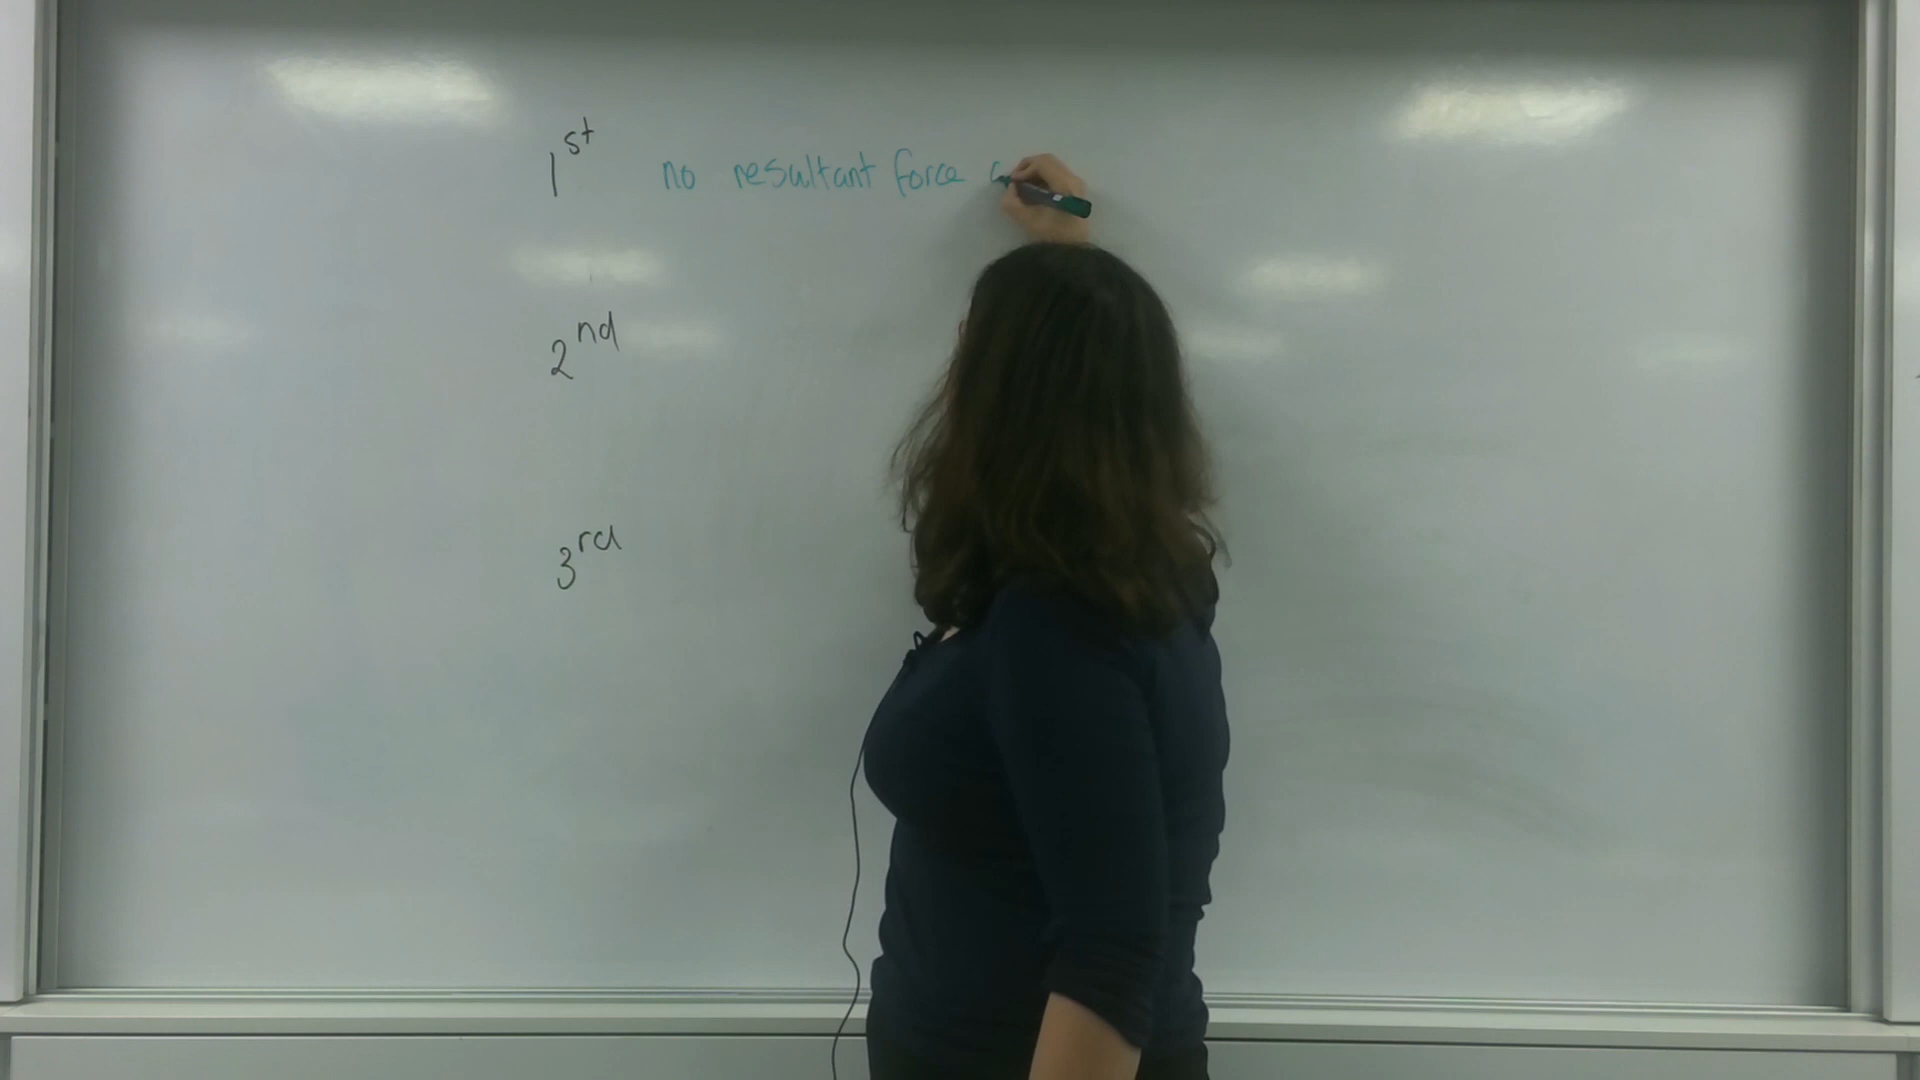 1st no resultant force
2nd
3rd